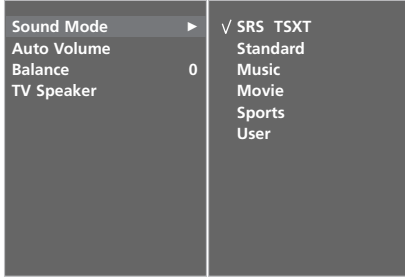 Sound Mode ►
Auto Volume
Balance 0
TV Speaker
√ SRS TSXT
Standard
Music
Movie
Sports
User